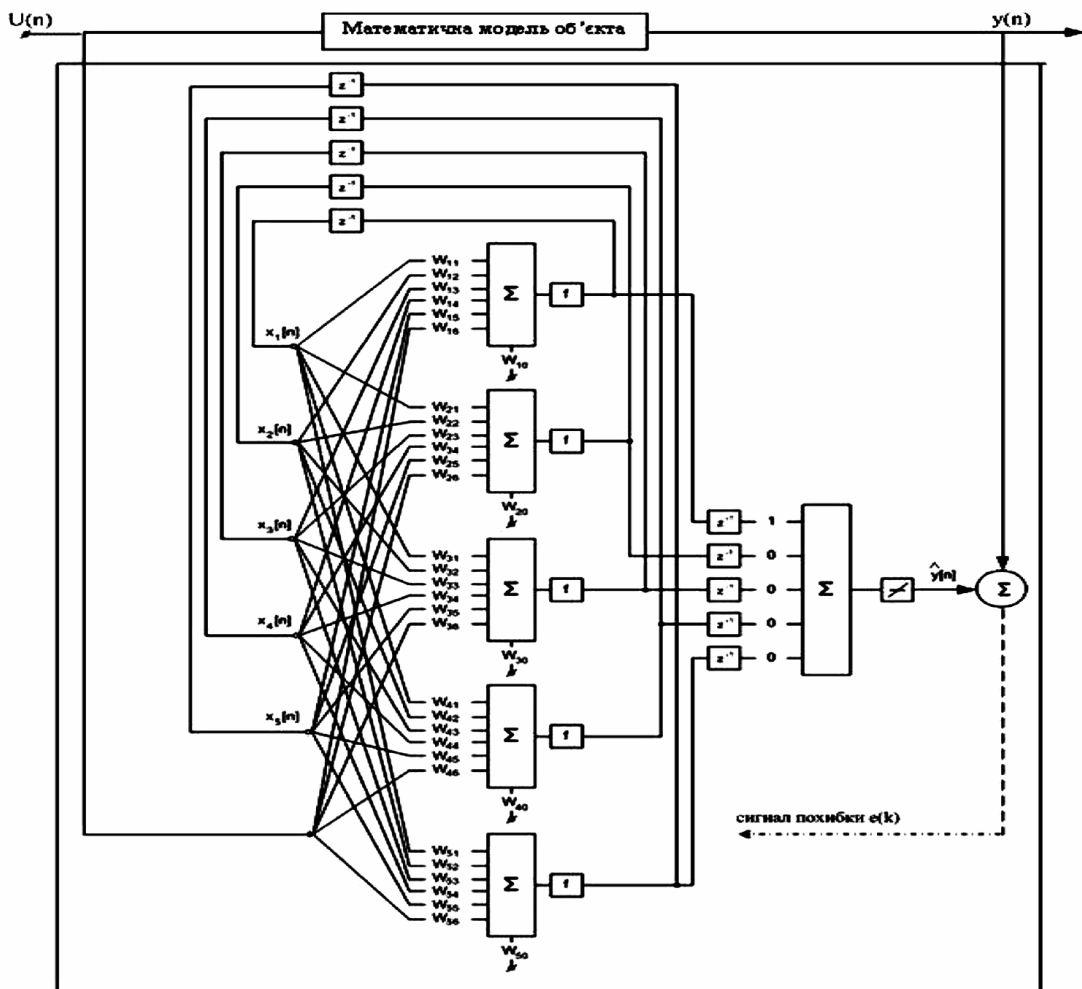 U(n)
Математична модель об'єкта
y(n)
z⁻¹
z⁻¹
z⁻¹
z⁻¹
z⁻¹
W₁₁
W₁₂
W₁₃
W₁₄
W₁₅
W₁₆
Σ
f
W₁₀
x₁[n]
W₂₁
W₂₂
W₂₃
W₃₄
W₂₅
W₂₆
Σ
f
W₂₀
x₂[n]
x₃[n]
W₃₁
W₃₂
W₃₃
W₃₄
W₃₅
W₃₆
Σ
f
W₃₀
z⁻¹ 1
z⁻¹ 0
z⁻¹ 0
z⁻¹ 0
z⁻¹ 0
Σ
ŷ[n]
Σ
x₄[n]
x₅[n]
W₄₁
W₄₂
W₄₃
W₄₄
W₄₅
W₄₆
Σ
f
W₄₀
сигнал похибки e(k)
W₅₁
W₅₂
W₅₃
W₅₄
W₅₅
W₅₆
Σ
f
W₅₀